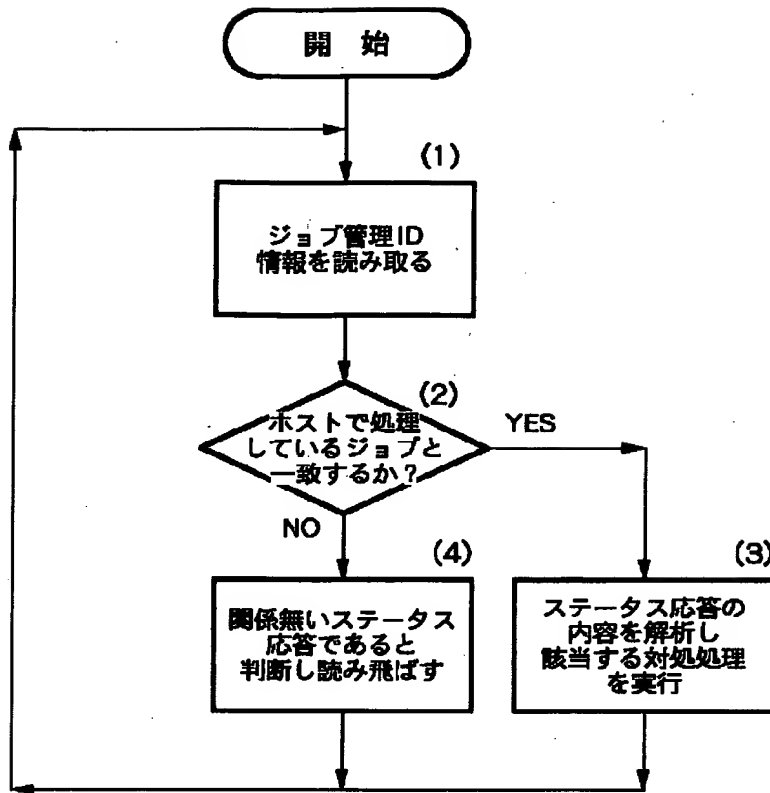 開 始
(1)
ジョブ管理ID
情報を読み取る
(2)
ホストで処理
しているジョブと
一致するか?
YES
NO
(4)
関係無いステータス
応答であると
判断し読み飛ばす
(3)
ステータス応答の
内容を解析し
該当する対処処理
を実行